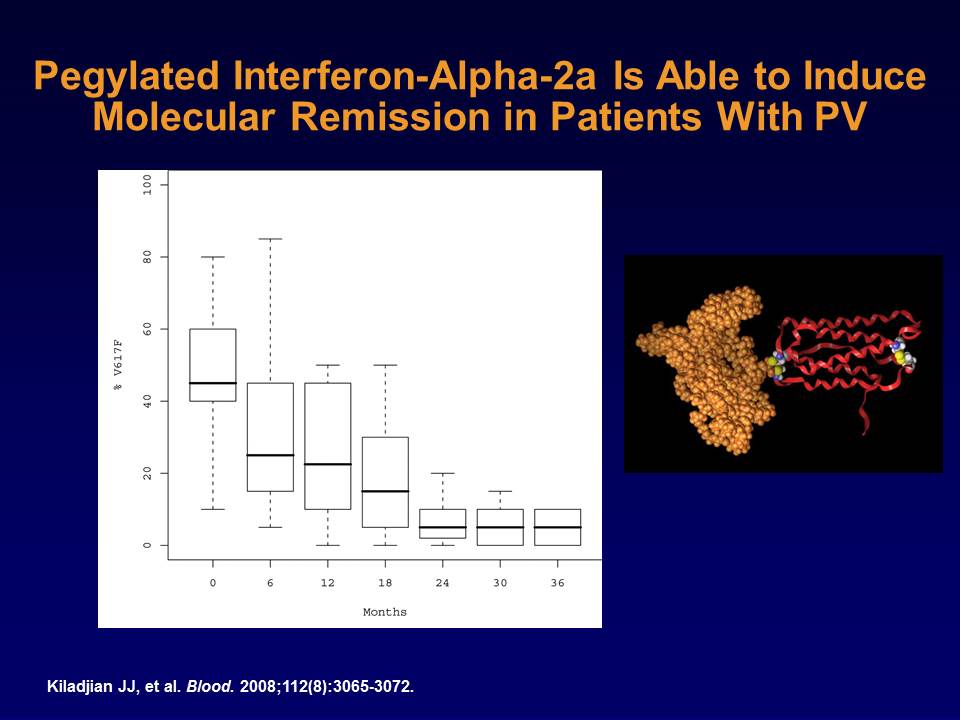 Pegylated Interferon-Alpha-2a Is Able to Induce
Molecular Remission in Patients With PV
100
80
60
40
20
0
% V617F
0 6 12 18 24 30 36
Months
Kiladjian JJ, et al. Blood. 2008;112(8):3065-3072.